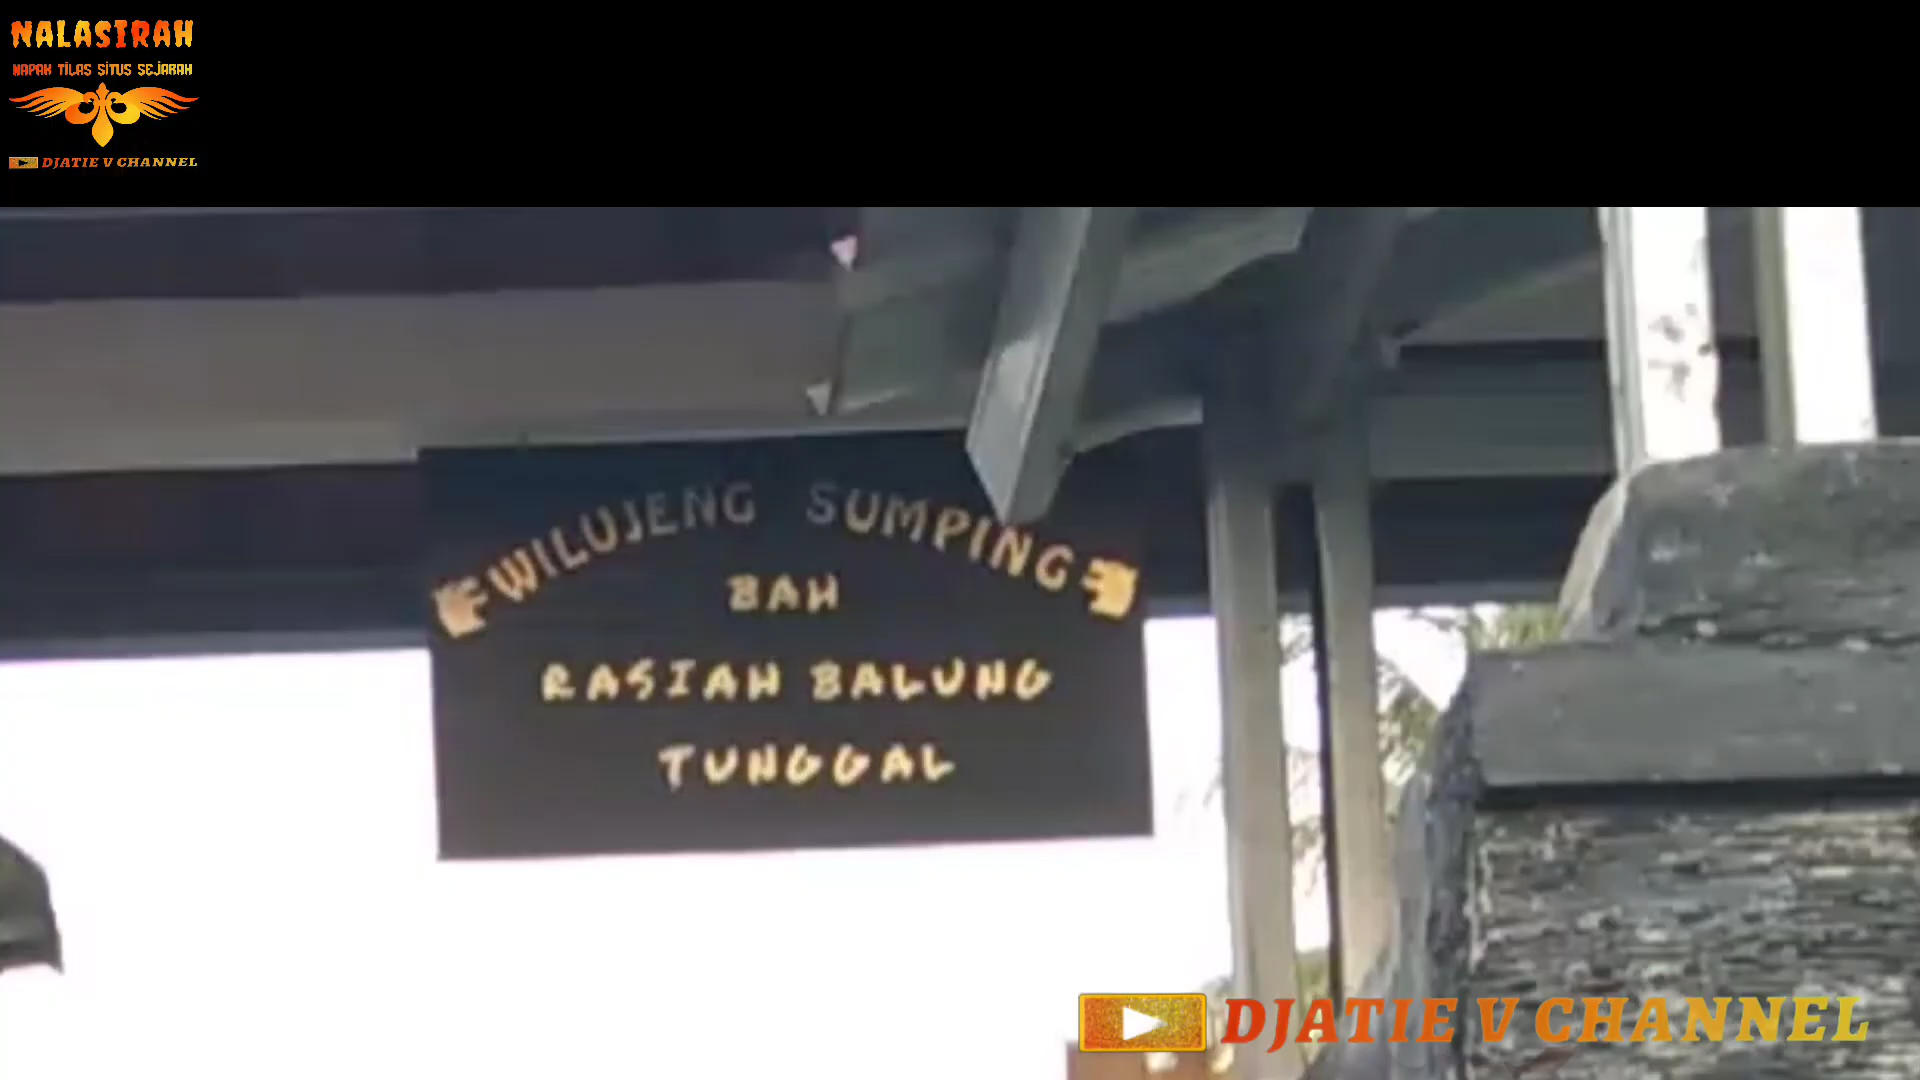 NALASIRAH
NAPAK TILAS SITUS SEJARAH
DJATIE V CHANNEL
WILUJENG SUMPING
BAH
RASIAH BALUNG
TUNGGAL
DJATIE V CHANNEL